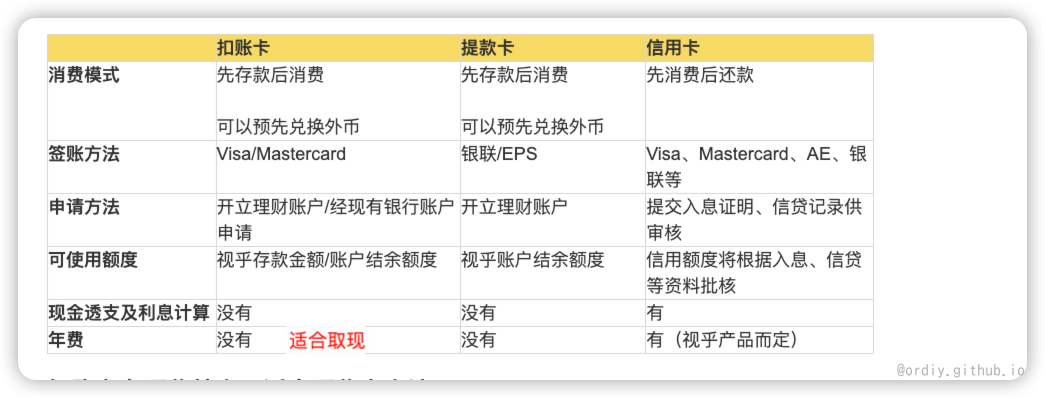 扣账卡 提款卡 信用卡
消费模式 先存款后消费 先存款后消费 先消费后还款
可以预先兑换外币 可以预先兑换外币
签账方法 Visa/Mastercard 银联/EPS Visa、Mastercard、AE、银
联等
申请方法 开立理财账户/经现有银行账户 开立理财账户 提交入息证明、信贷记录供
申请 审核
可使用额度 视乎存款金额/账户结余额度 视乎账户结余额度 信用额度将根据入息、信贷
等资料批核
现金透支及利息计算 没有 没有 有
年费 没有 适合取现 没有 有（视乎产品而定）
@ordiy.github.io